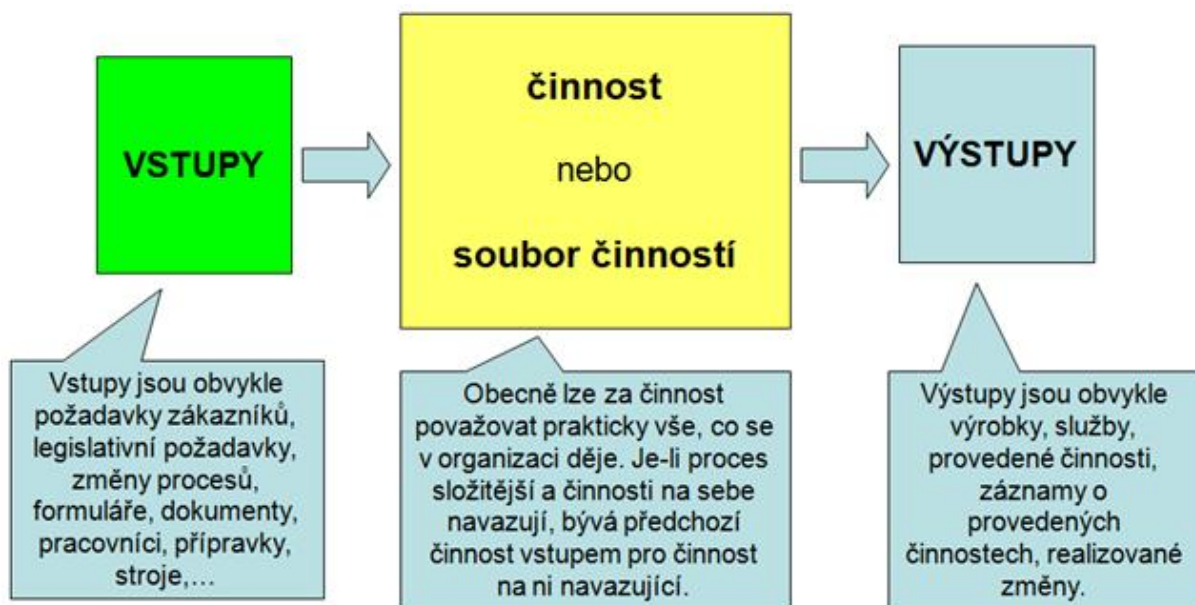 VSTUPY
činnost
nebo
soubor činností
VÝSTUPY
Vstupy jsou obvykle
požadavky zákazníků,
legislativní požadavky,
změny procesů,
formuláře, dokumenty,
pracovníci, přípravky,
stroje,…
Obecně lze za činnost
považovat prakticky vše, co se
v organizaci děje. Je-li proces
složitější a činnosti na sebe
navazují, bývá předchozí
činnost vstupem pro činnost
na ni navazující.
Výstupy jsou obvykle
výrobky, služby,
provedené činnosti,
záznamy o
provedených
činnostech, realizované
změny.